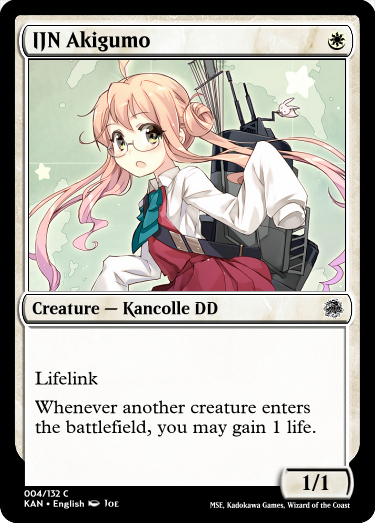 IJN Akigumo
Creature — Kancolle DD
Lifelink
Whenever another creature enters
the battlefield, you may gain 1 life.
1/1
004/132 C
KAN • English JOE
MSE, Kadokawa Games, Wizard of the Coast